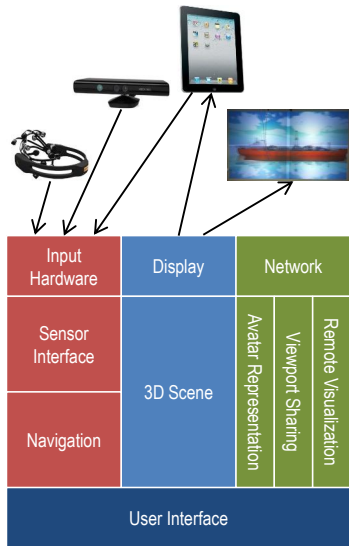 Input
Hardware
Display
Network
Sensor
Interface
Navigation
3D Scene
Avatar Representation
Viewport Sharing
Remote Visualization
User Interface